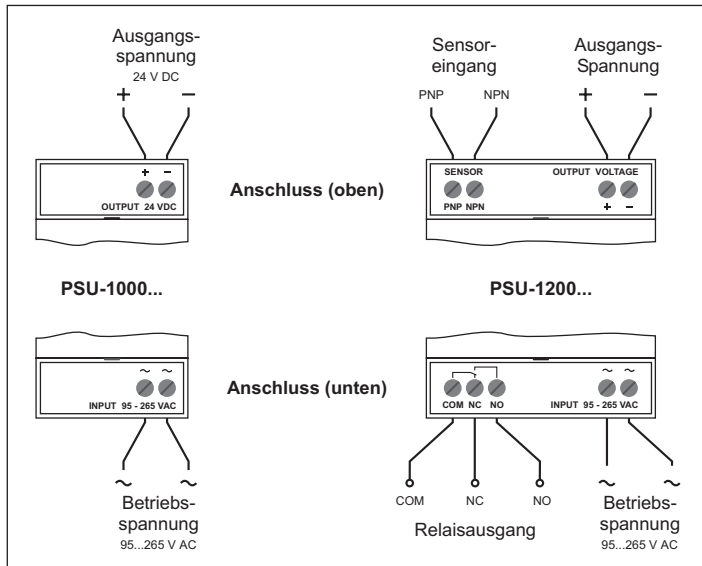 Ausgangs-
spannung
24 V DC
+ −
+ −
OUTPUT 24 VDC
Sensor-
eingang
PNP NPN
Ausgangs-
Spannung
+ −
SENSOR OUTPUT VOLTAGE
PNP NPN + −
Anschluss (oben)
PSU-1000...
PSU-1200...
Anschluss (unten)
~ ~
INPUT 95 - 265 VAC
~ ~
Betriebs-
spannung
95...265 V AC
~ ~
COM NC NO INPUT 95 - 265 VAC
COM NC NO
Relaisausgang
~ ~
Betriebs-
spannung
95...265 V AC